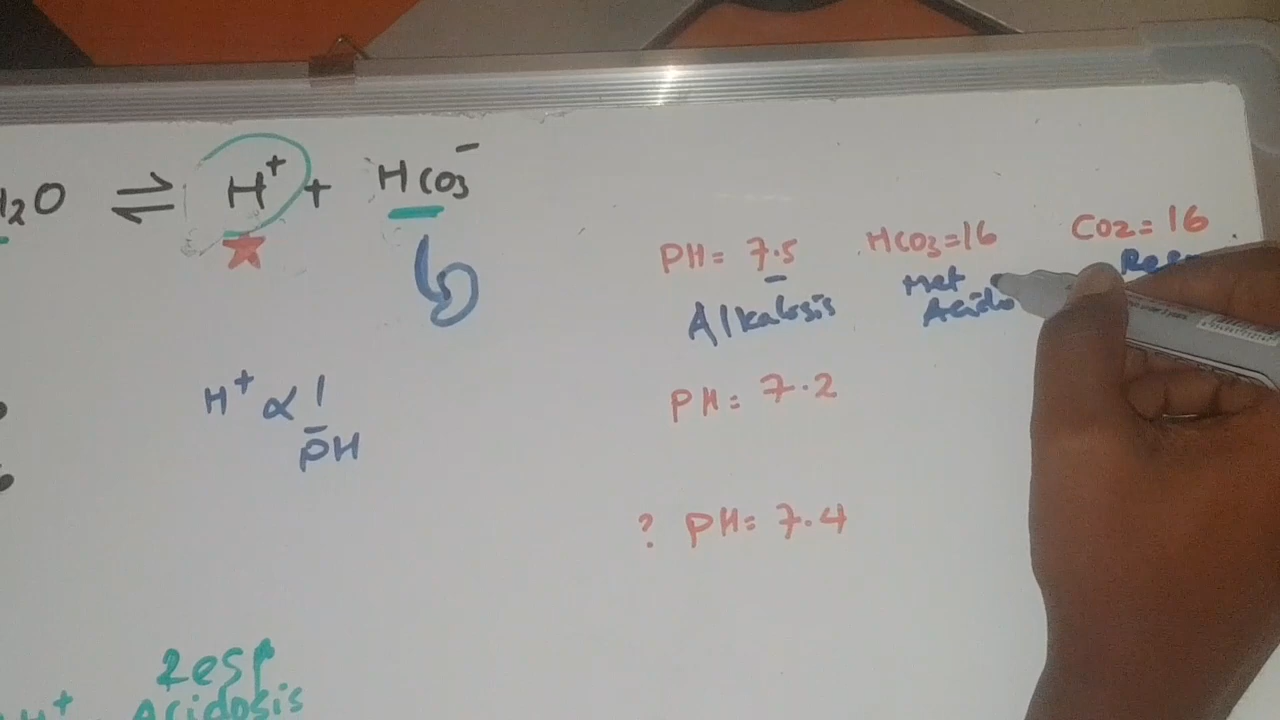 H2O ⇌ H+ + HCO3-
PH= 7.5 HCO3=16 CO2=16
Alkalosis Met Resp
Acido
H+ ∝ 1
pH
PH= 7.2
? PH= 7.4
Resp
H+ Acidosis